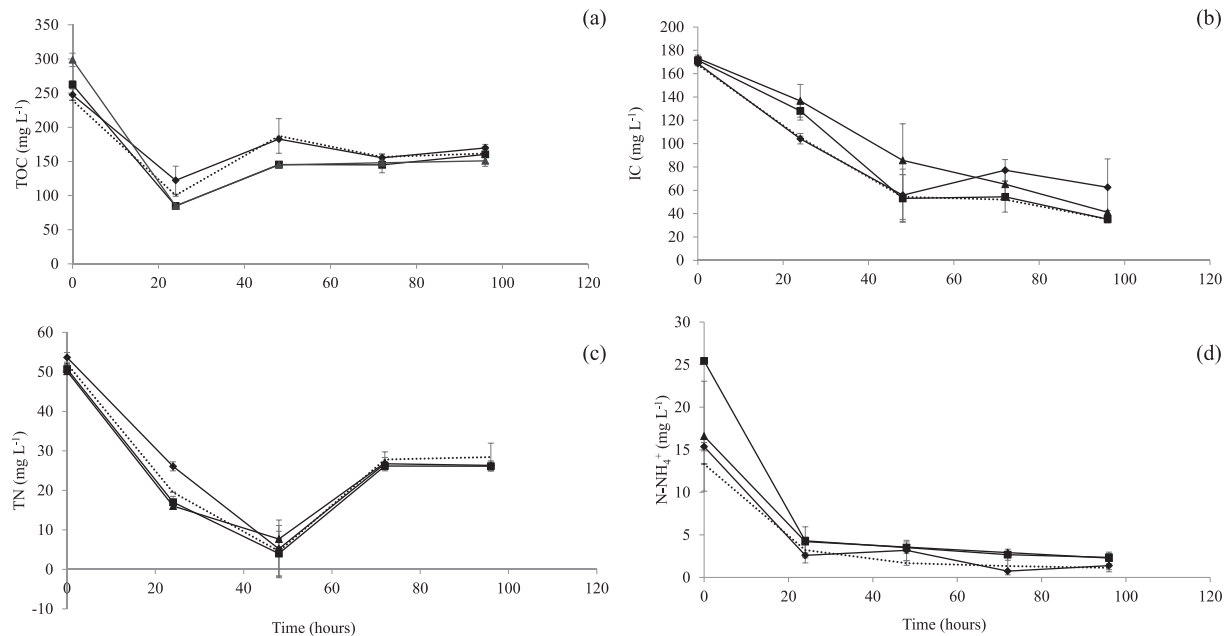 (a)
350
300
250
200
150
100
50
0
TOC (mg L⁻¹)
0 20 40 60 80 100 120
(b)
200
180
160
140
120
100
80
60
40
20
0
IC (mg L⁻¹)
0 20 40 60 80 100 120
(c)
60
50
40
30
20
10
0
-10
TN (mg L⁻¹)
0 20 40 60 80 100 120
Time (hours)
(d)
30
25
20
15
10
5
0
N-NH₄⁺ (mg L⁻¹)
0 20 40 60 80 100 120
Time (hours)